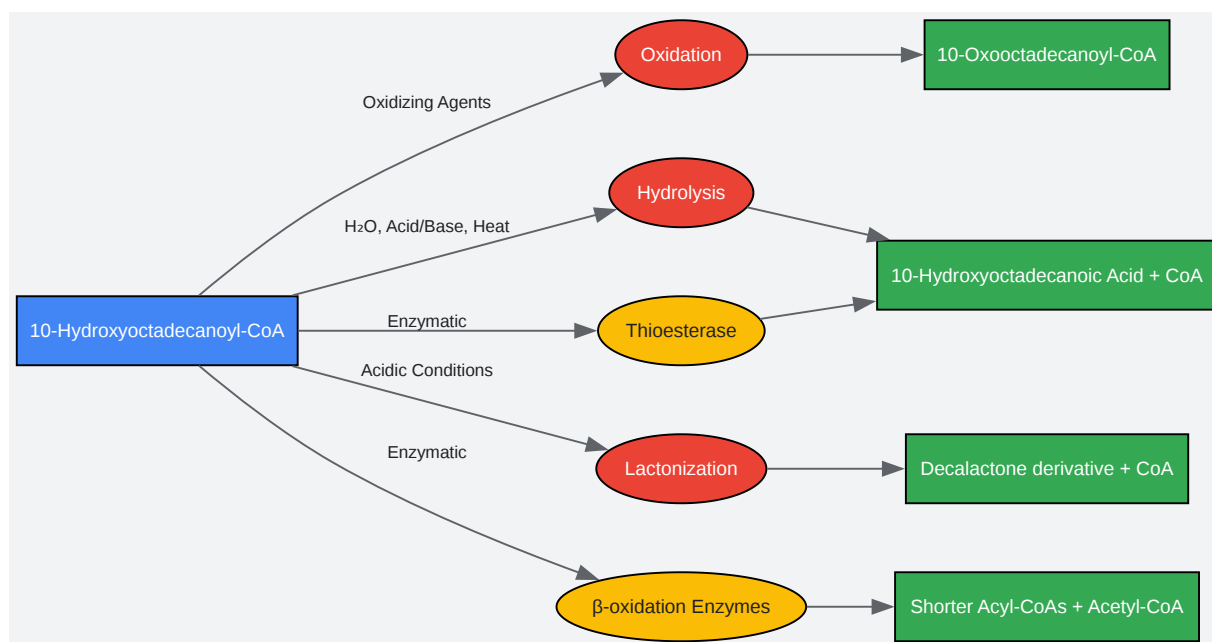 Oxidation
10-Oxooctadecanoyl-CoA
Oxidizing Agents
Hydrolysis
H₂O, Acid/Base, Heat
10-Hydroxyoctadecanoic Acid + CoA
10-Hydroxyoctadecanoyl-CoA
Enzymatic
Thioesterase
Acidic Conditions
Enzymatic
Lactonization
Decalactone derivative + CoA
β-oxidation Enzymes
Shorter Acyl-CoAs + Acetyl-CoA